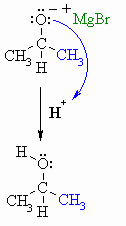 :Ö: − +
MgBr
C
CH₃ CH₃
H
H⁺
H Ö:
C
CH₃ CH₃
H